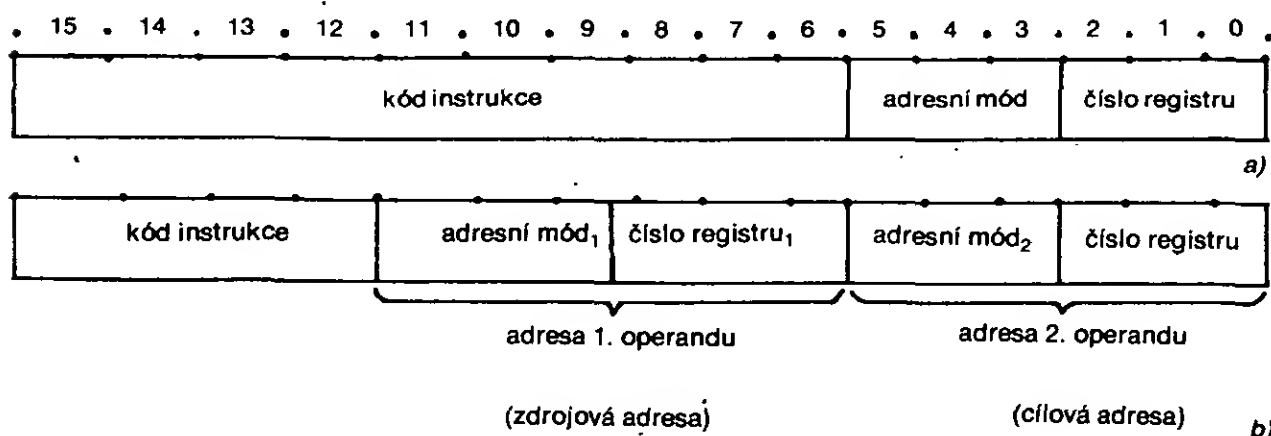 15 14 13 12 11 10 9 8 7 6 5 4 3 2 1 0
kód instrukce adresní mód číslo registru
a)
kód instrukce adresní mód₁ číslo registru₁ adresní mód₂ číslo registru
adresa 1. operandu adresa 2. operandu
(zdrojová adresa) (cílová adresa)
b)